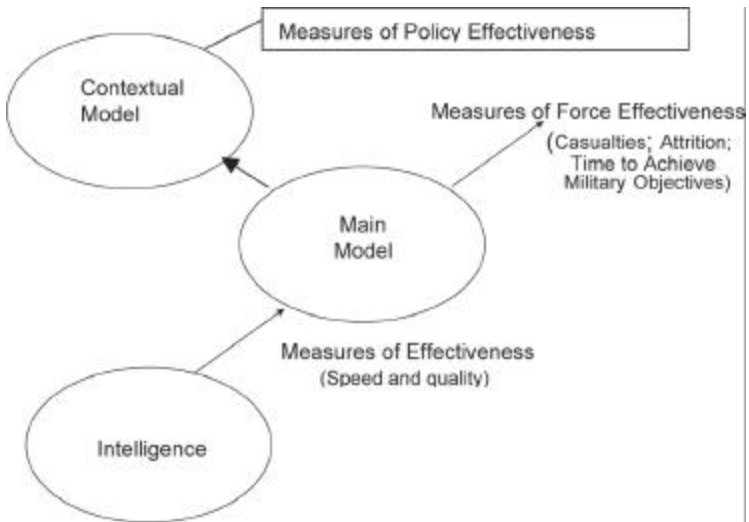 Measures of Policy Effectiveness
Contextual
Model
Measures of Force Effectiveness
(Casualties; Attrition;
Time to Achieve
Military Objectives)
Main
Model
Measures of Effectiveness
(Speed and quality)
Intelligence